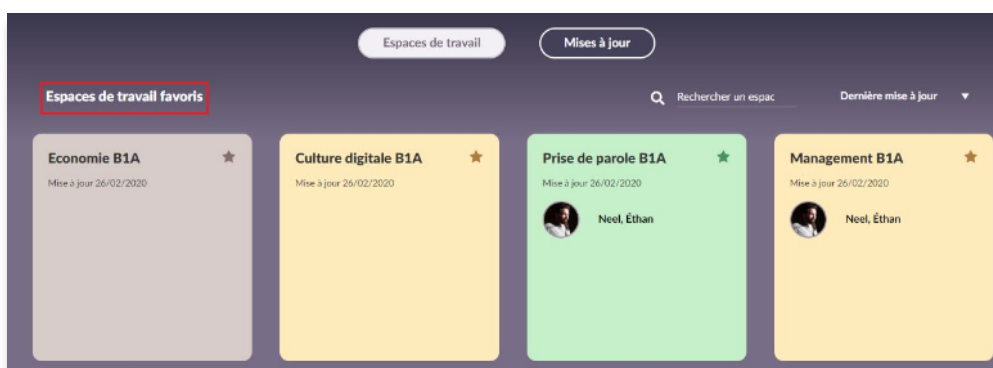 Espaces de travail
Mises à jour
Espaces de travail favoris
Rechercher un espac
Dernière mise à jour
Economie B1A
Mise à jour 26/02/2020
Culture digitale B1A
Mise à jour 26/02/2020
Prise de parole B1A
Mise à jour 26/02/2020
Neel, Éthan
Management B1A
Mise à jour 26/02/2020
Neel, Éthan